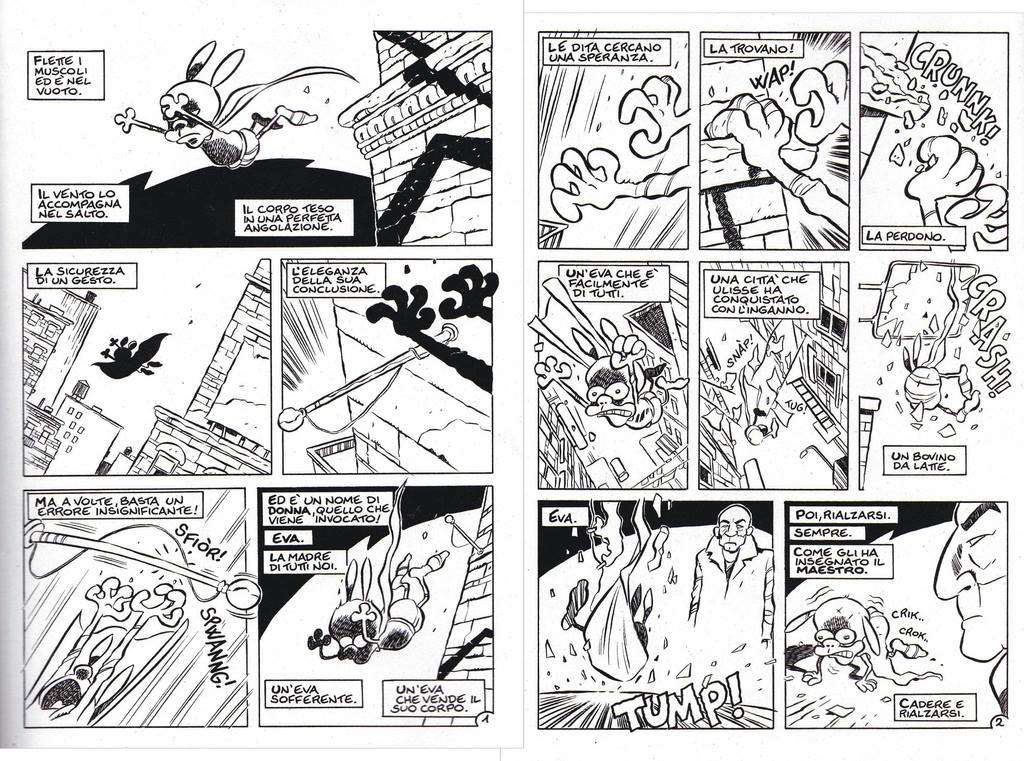 FLETTE I
MUSCOLI
ED È NEL
VUOTO.
IL VENTO LO
ACCOMPAGNA
NEL SALTO.
IL CORPO TESO
IN UNA PERFETTA
ANGOLAZIONE.
LA SICUREZZA
DI UN GESTO.
L'ELEGANZA
DELLA SUA
CONCLUSIONE.
MA A VOLTE, BASTA UN
ERRORE INSIGNIFICANTE!
SFIOR!
SWIANNG!
ED È UN NOME DI
DONNA, QUELLO CHE
VIENE INVOCATO!
EVA.
LA MADRE
DI TUTTI NOI.
UN'EVA
SOFFERENTE.
UN'EVA
CHE VENDE IL
SUO CORPO.
1
LE DITA CERCANO
UNA SPERANZA.
LA TROVANO!
WAP!
CRUNNK!
LA PERDONO.
UN'EVA CHE E'
FACILMENTE
DI TUTTI.
UNA CITTA' CHE
ULISSE HA
CONQUISTATO
CON L'INGANNO.
SNAP!
TUG!
CRAASH!
UN BOVINO
DA LATTE.
EVA.
TUMP!
POI, RIALZARSI.
SEMPRE.
COME GLI HA
INSEGNATO IL
MAESTRO.
CRIK..
CROK..
CADERE E
RIALZARSI.
2